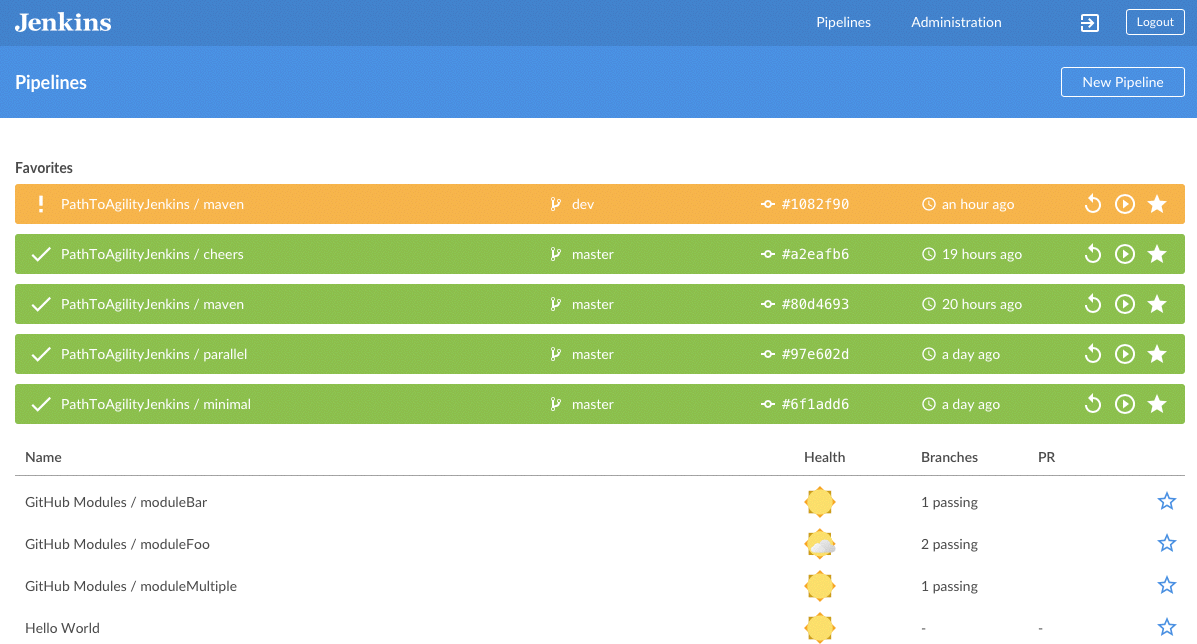 Jenkins Pipelines Administration Logout
Pipelines New Pipeline
Favorites
PathToAgilityJenkins / maven dev #1082f90 an hour ago
PathToAgilityJenkins / cheers master #a2eafb6 19 hours ago
PathToAgilityJenkins / maven master #80d4693 20 hours ago
PathToAgilityJenkins / parallel master #97e602d a day ago
PathToAgilityJenkins / minimal master #6f1add6 a day ago
Name Health Branches PR
GitHub Modules / moduleBar 1 passing
GitHub Modules / moduleFoo 2 passing
GitHub Modules / moduleMultiple 1 passing
Hello World - -